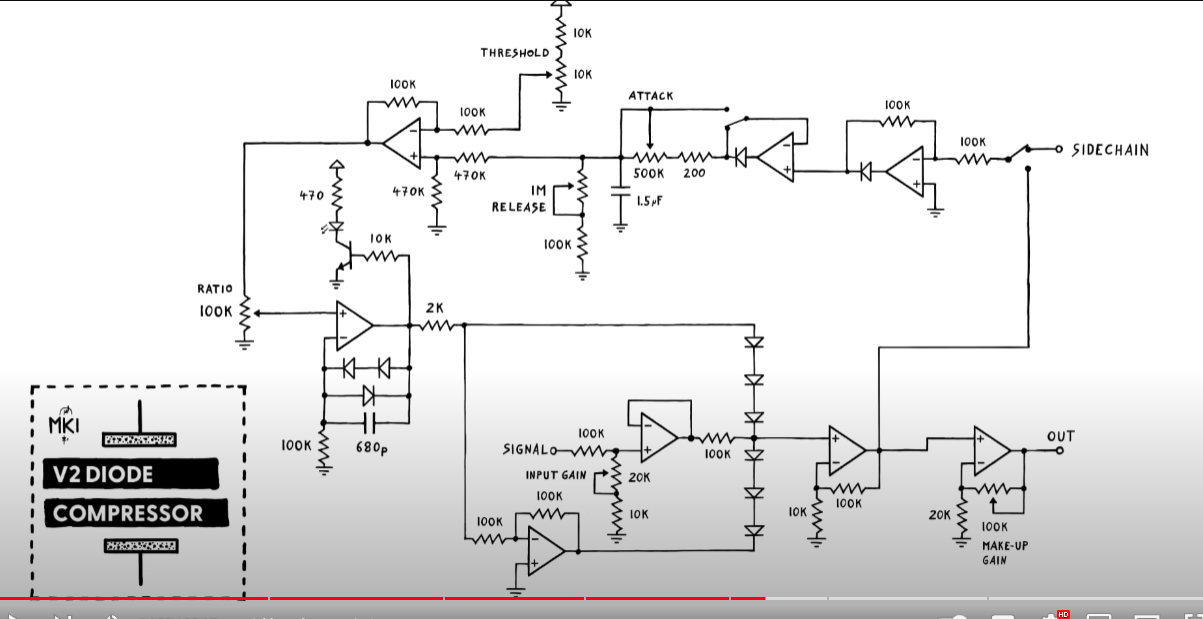 10K
THRESHOLD
10K
100K
100K
ATTACK
100K
100K
SIDECHAIN
470K
500K
200
470
470K
1M
RELEASE
1.5µF
100K
10K
RATIO
100K
2K
MKI
V2 DIODE
COMPRESSOR
100K
680p
SIGNAL
100K
100K
INPUT GAIN
20K
10K
100K
100K
10K
100K
OUT
20K
100K
MAKE-UP
GAIN
HD